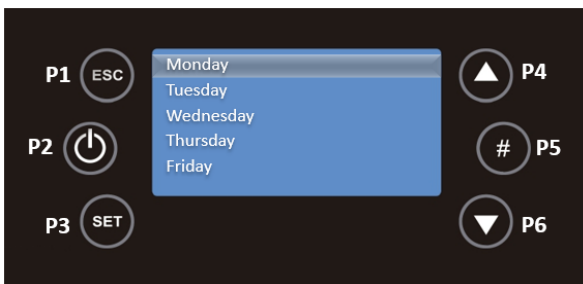 P1 ESC
Monday
P4
Tuesday
Wednesday
P2
Thursday
# P5
Friday
P3 SET
P6